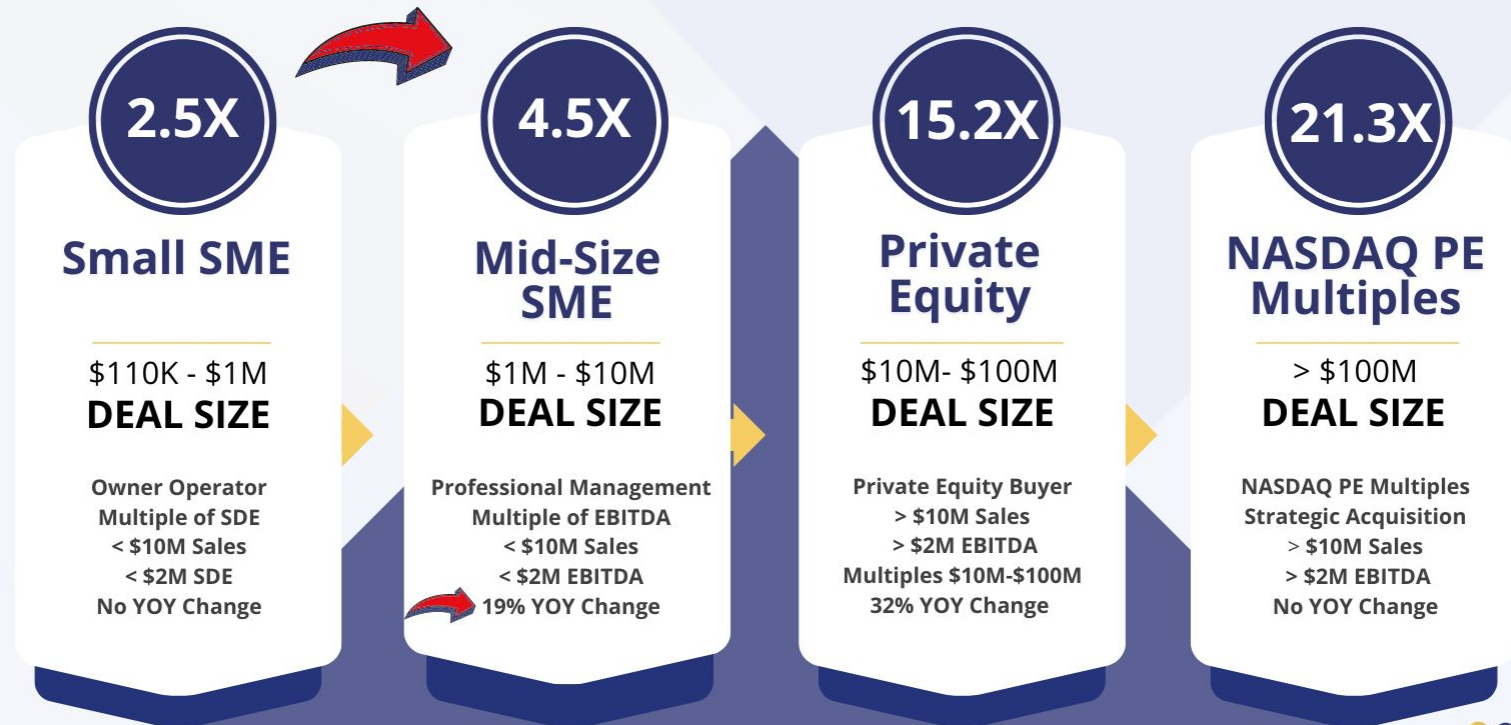 2.5X
Small SME
$110K - $1M
DEAL SIZE
Owner Operator
Multiple of SDE
< $10M Sales
< $2M SDE
No YOY Change
4.5X
Mid-Size
SME
$1M - $10M
DEAL SIZE
Professional Management
Multiple of EBITDA
< $10M Sales
< $2M EBITDA
19% YOY Change
15.2X
Private
Equity
$10M- $100M
DEAL SIZE
Private Equity Buyer
> $10M Sales
> $2M EBITDA
Multiples $10M-$100M
32% YOY Change
21.3X
NASDAQ PE
Multiples
> $100M
DEAL SIZE
NASDAQ PE Multiples
Strategic Acquisition
> $10M Sales
> $2M EBITDA
No YOY Change